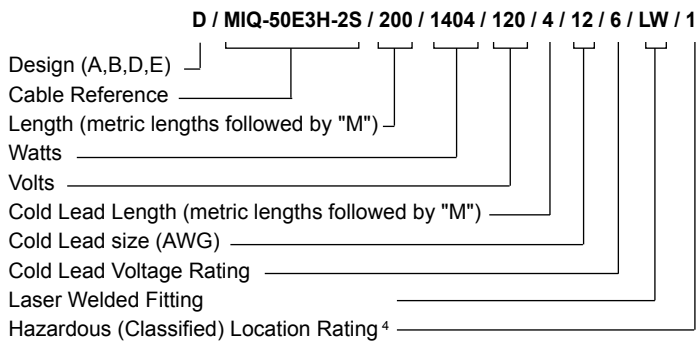 D / MIQ-50E3H-2S / 200 / 1404 / 120 / 4 / 12 / 6 / LW / 1
Design (A,B,D,E)
Cable Reference
Length (metric lengths followed by "M")
Watts
Volts
Cold Lead Length (metric lengths followed by "M")
Cold Lead size (AWG)
Cold Lead Voltage Rating
Laser Welded Fitting
Hazardous (Classified) Location Rating 4